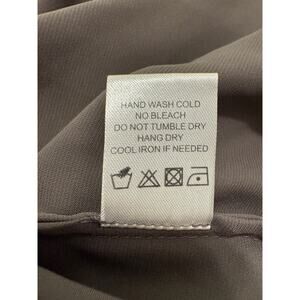 HAND WASH COLD
NO BLEACH
DO NOT TUMBLE DRY
HANG DRY
COOL IRON IF NEEDED